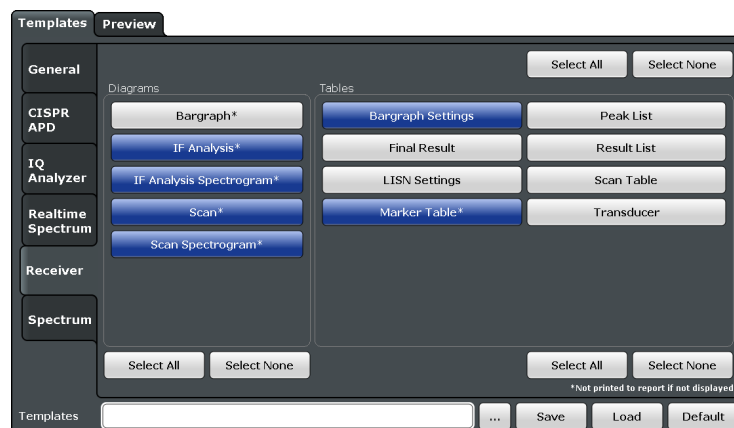 Templates Preview
Select All Select None
General
Diagrams Tables
CISPR
APD
Bargraph* Bargraph Settings Peak List
IF Analysis* Final Result Result List
IQ
Analyzer
IF Analysis Spectrogram* LISN Settings Scan Table
Realtime
Spectrum
Scan* Marker Table* Transducer
Scan Spectrogram*
Receiver
Spectrum
Select All Select None Select All Select None
*Not printed to report if not displayed
Templates ... Save Load Default